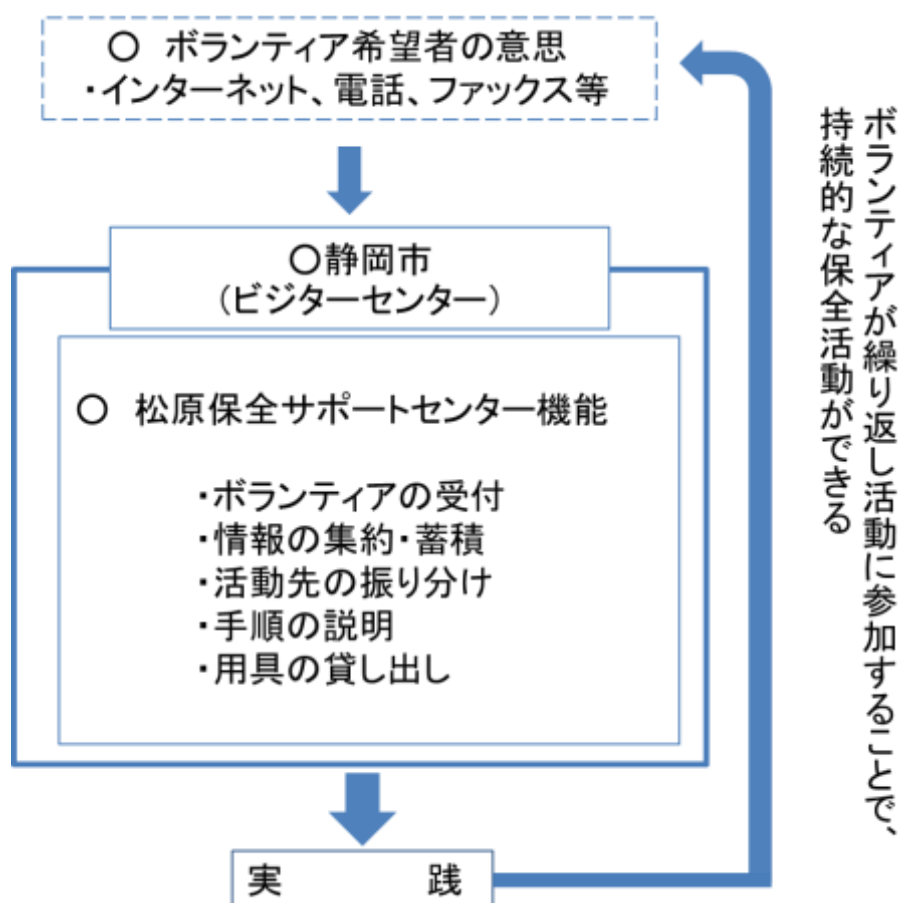 ○ ボランティア希望者の意思
・インターネット、電話、ファックス等
○静岡市
(ビジターセンター)
○ 松原保全サポートセンター機能
・ボランティアの受付
・情報の集約・蓄積
・活動先の振り分け
・手順の説明
・用具の貸し出し
実 践
ボランティアが繰り返し活動に参加することで、
持続的な保全活動ができる